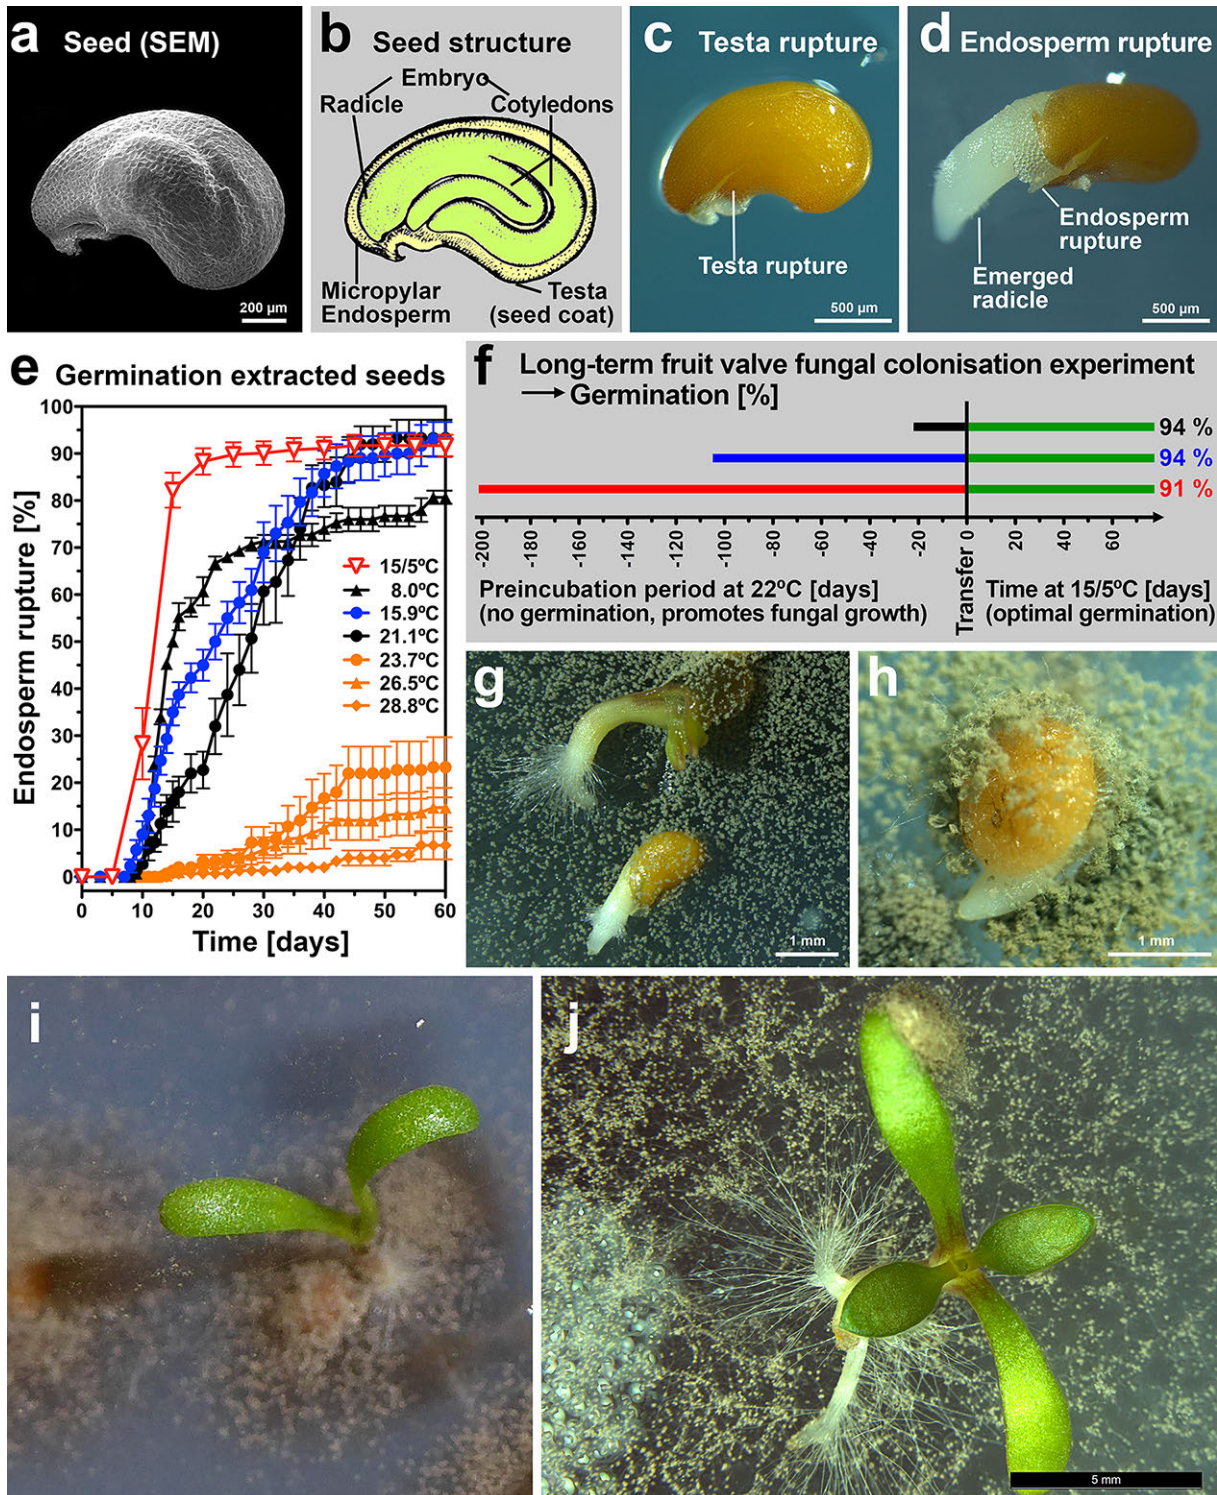 a Seed (SEM)
200 µm
b Seed structure
Embryo
Radicle
Cotyledons
Micropylar
Endosperm
Testa
(seed coat)
c Testa rupture
Testa rupture
500 µm
d Endosperm rupture
Endosperm
rupture
Emerged
radicle
500 µm
e Germination extracted seeds
Endosperm rupture [%]
100
90
80
70
60
50
40
30
20
10
0
15/5ºC
8.0ºC
15.9ºC
21.1ºC
23.7ºC
26.5ºC
28.8ºC
0 10 20 30 40 50 60
Time [days]
f Long-term fruit valve fungal colonisation experiment
Germination [%]
94 %
94 %
91 %
-200 -180 -160 -140 -120 -100 -80 -60 -40 -20 0 20 40 60
Transfer
Preincubation period at 22ºC [days]
(no germination, promotes fungal growth)
Time at 15/5ºC [days]
(optimal germination)
g
1 mm
h
1 mm
i
j
5 mm